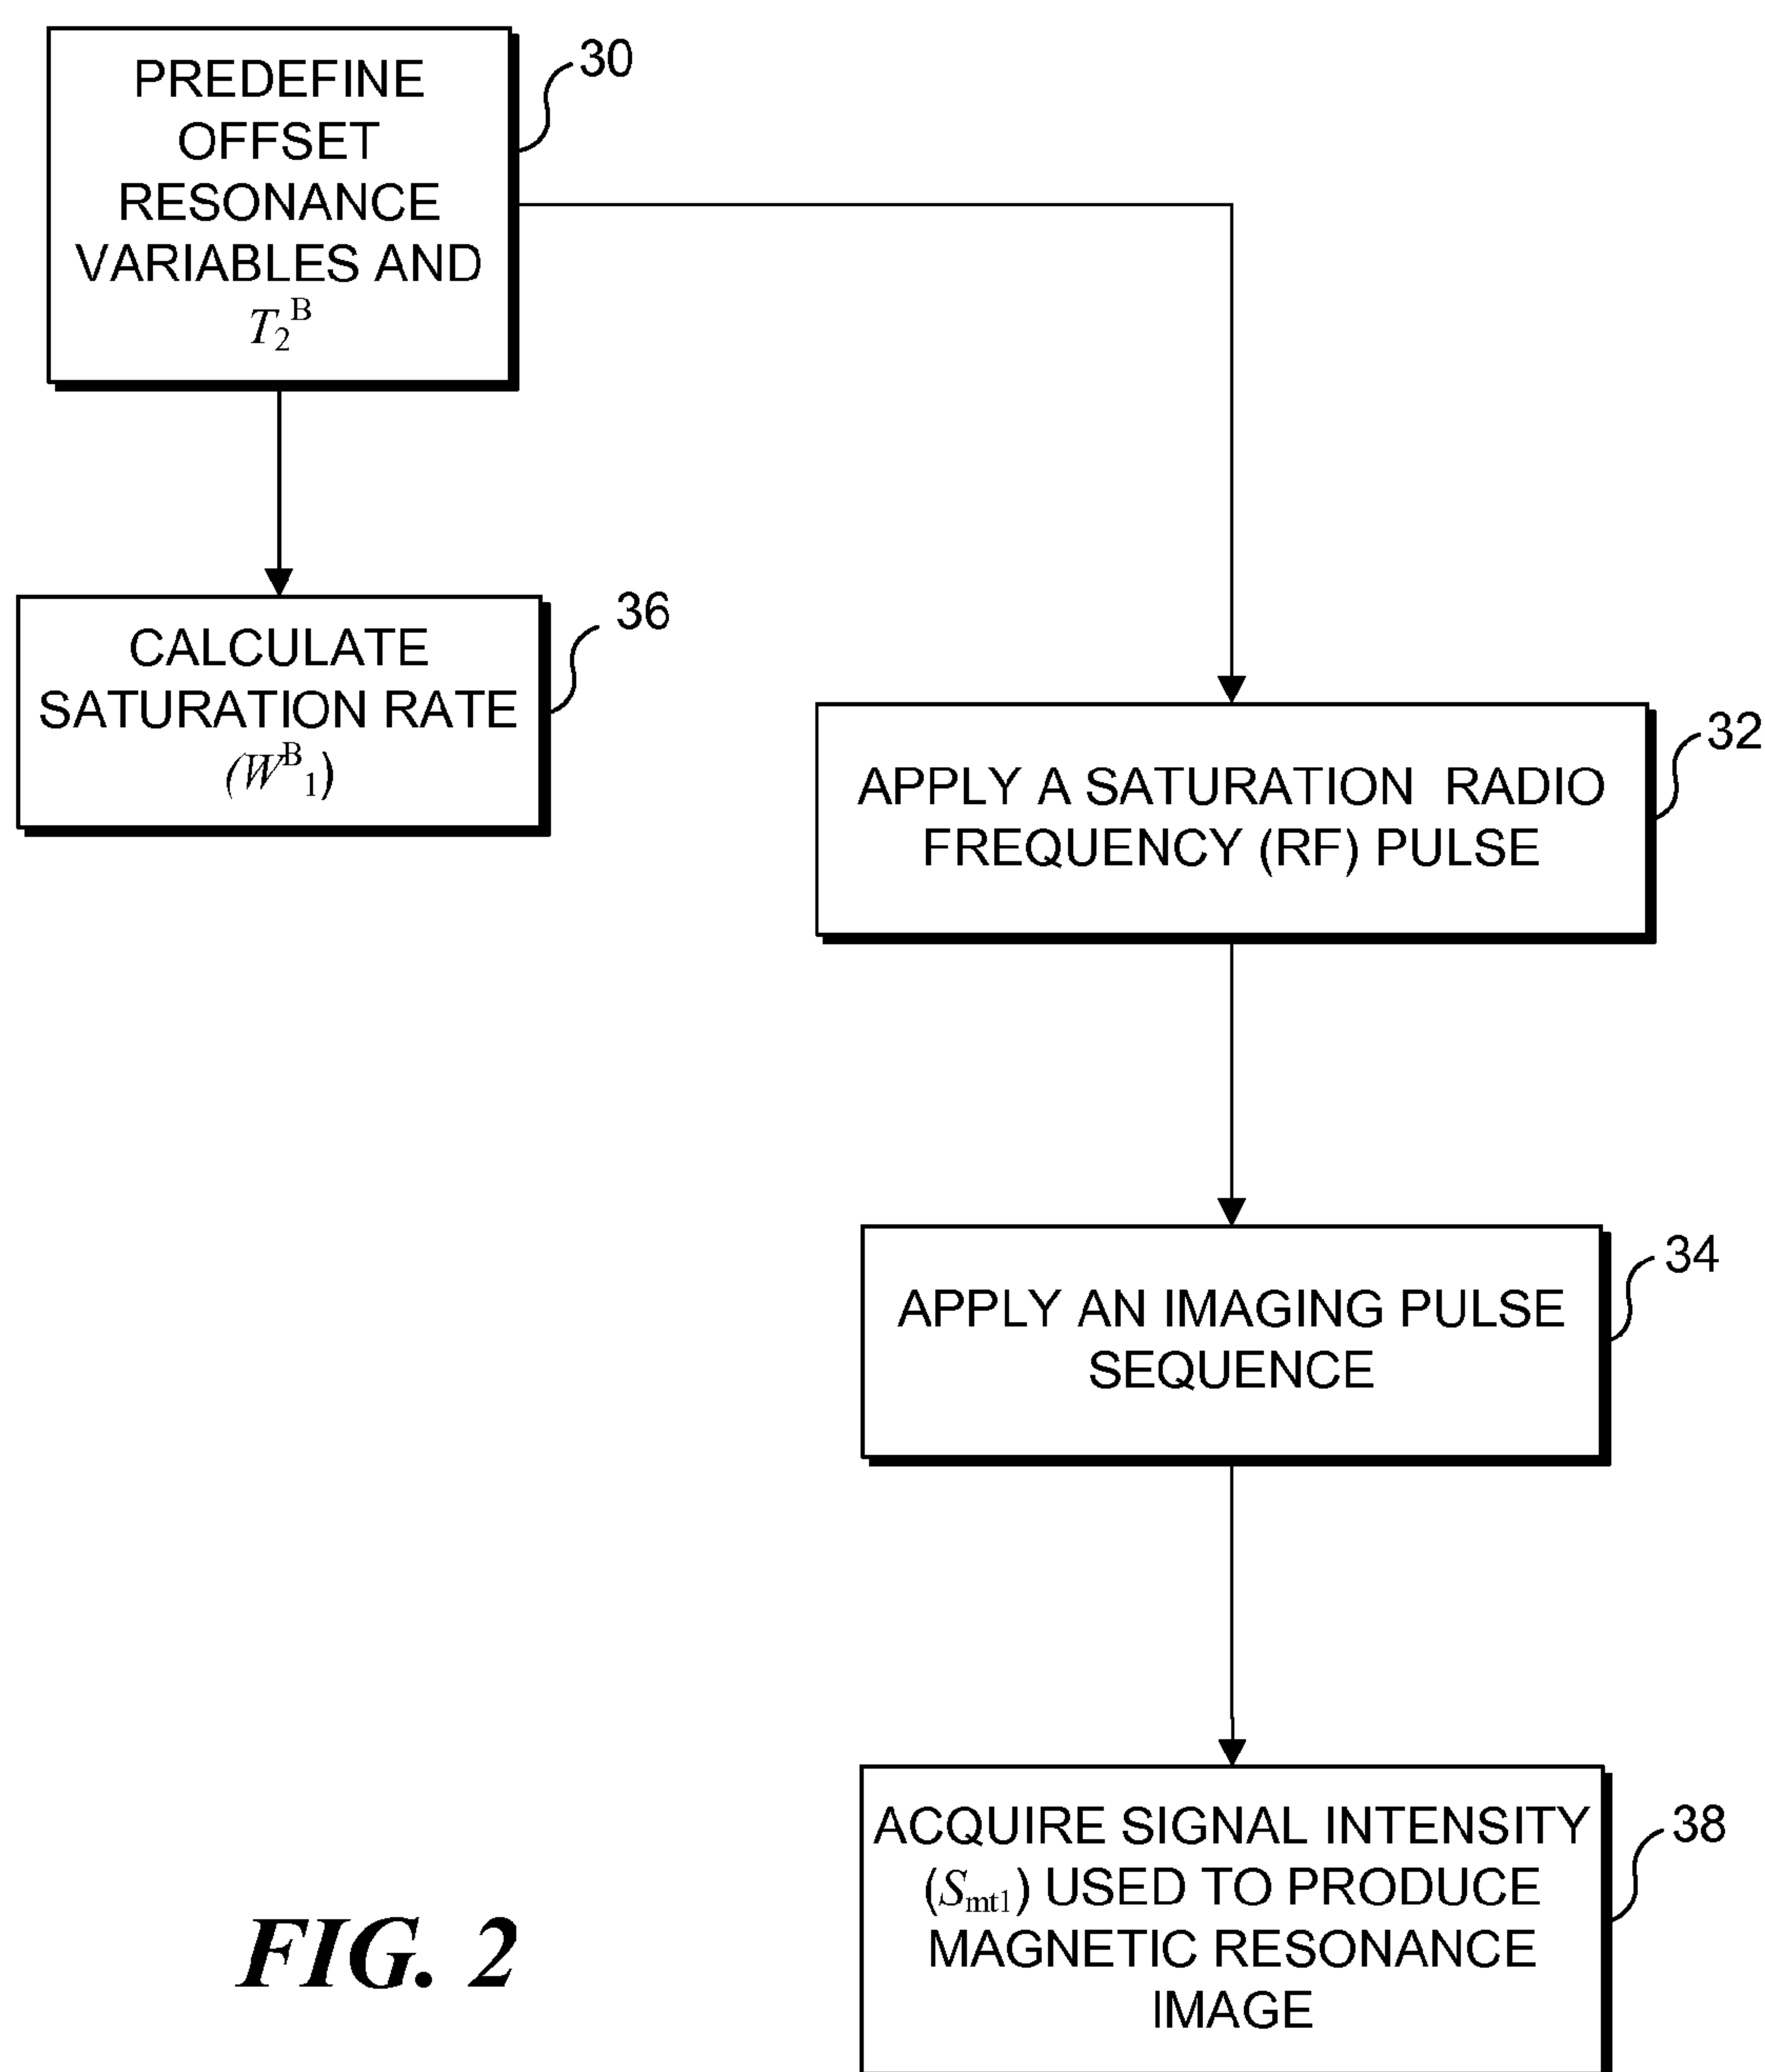 PREDEFINE
OFFSET
RESONANCE
VARIABLES AND
T₂ᴮ
30
CALCULATE
SATURATION RATE
(Wᴮ₁)
36
APPLY A SATURATION RADIO
FREQUENCY (RF) PULSE
32
APPLY AN IMAGING PULSE
SEQUENCE
34
ACQUIRE SIGNAL INTENSITY
(Smt1) USED TO PRODUCE
MAGNETIC RESONANCE
IMAGE
38
FIG. 2